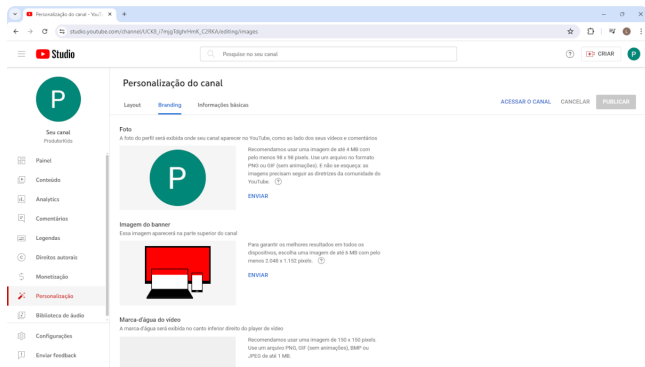 Personalização do canal - YouT
studio.youtube.com/channel/UCKE_i7mjgTdghrHmK_C2RKA/editing/images
Studio
Pesquise no seu canal
CRIAR
P
Personalização do canal
Layout
Branding
Informações básicas
ACESSAR O CANAL
CANCELAR
PUBLICAR
P
Seu canal
ProdutorKids
Painel
Conteúdo
Analytics
Comentários
Legendas
Direitos autorais
Monetização
Personalização
Biblioteca de áudio
Configurações
Enviar feedback
Foto
A foto do perfil será exibida onde seu canal aparecer no YouTube, como ao lado dos seus vídeos e comentários
P
Recomendamos usar uma imagem de até 4 MB com
pelo menos 98 x 98 pixels. Use um arquivo no formato
PNG ou GIF (sem animações). E não se esqueça: as
imagens precisam seguir as diretrizes da comunidade do
YouTube.
ENVIAR
Imagem do banner
Essa imagem aparecerá na parte superior do canal
Para garantir os melhores resultados em todos os
dispositivos, escolha uma imagem de até 6 MB com pelo
menos 2.048 x 1.152 pixels.
ENVIAR
Marca-d'água do vídeo
A marca-d'água será exibida no canto inferior direito do player de vídeo
Recomendamos usar uma imagem de 150 x 150 pixels.
Use um arquivo PNG, GIF (sem animações), BMP ou
JPEG de até 1 MB.